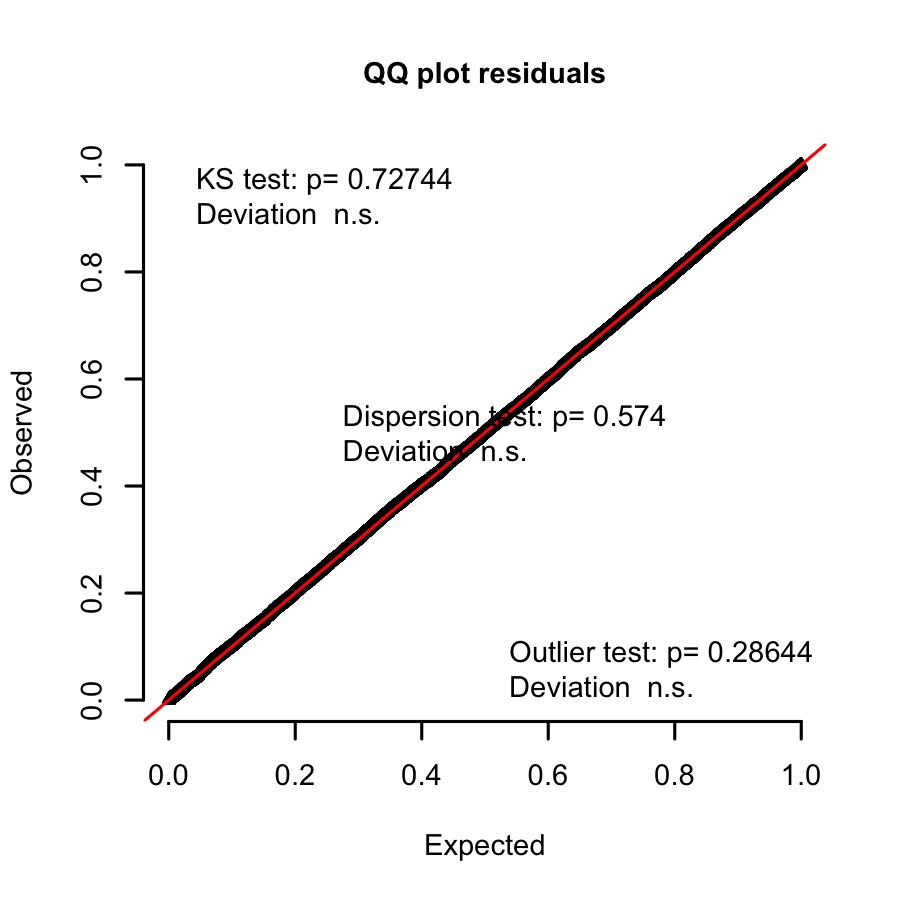 QQ plot residuals
KS test: p= 0.72744
Deviation  n.s.
Dispersion test: p= 0.574
Deviation  n.s.
Outlier test: p= 0.28644
Deviation  n.s.
Observed
1.0
0.8
0.6
0.4
0.2
0.0
0.0 0.2 0.4 0.6 0.8 1.0
Expected